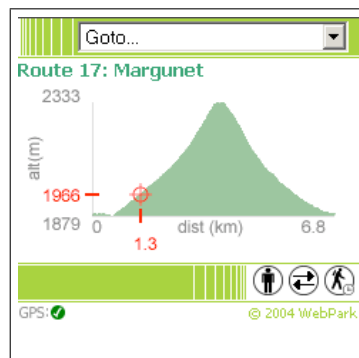 Goto...
Route 17: Margunet
2333
alt(m)
1966
1879
0 dist (km) 6.8
1.3
GPS:
© 2004 WebPark